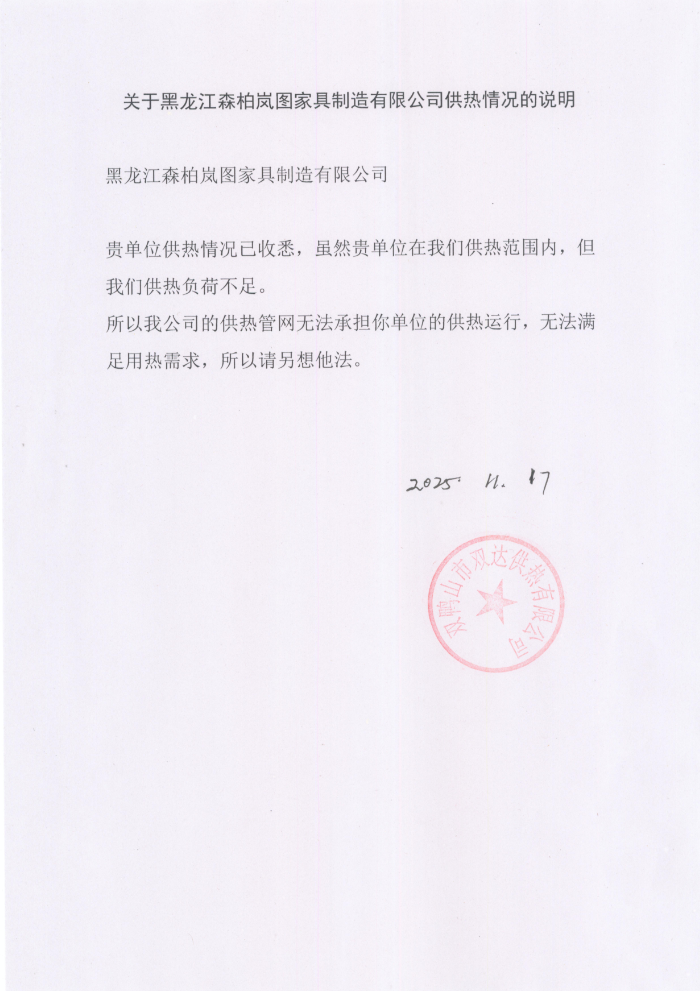 关于黑龙江森柏岚图家具制造有限公司供热情况的说明
黑龙江森柏岚图家具制造有限公司
贵单位供热情况已收悉，虽然贵单位在我们供热范围内，但
我们供热负荷不足。
所以我公司的供热管网无法承担你单位的供热运行，无法满
足用热需求，所以请另想他法。
2025. 11. 17
双鸭山市双达供热有限公司